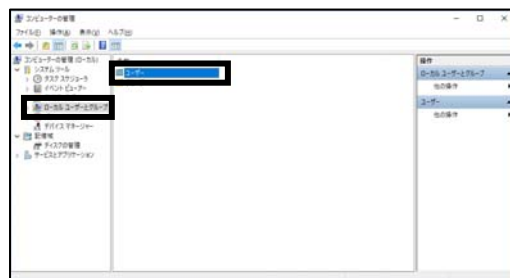 コンピューターの管理
ファイル(F) 操作(A) 表示(V) ヘルプ(H)
コンピューターの管理 (ローカル)
システム ツール
タスク スケジューラ
イベント ビューアー
ローカル ユーザーとグループ
デバイス マネージャー
記憶域
ディスクの管理
サービスとアプリケーション
ユーザー
操作
ローカル ユーザーとグループ
他の操作
ユーザー
他の操作